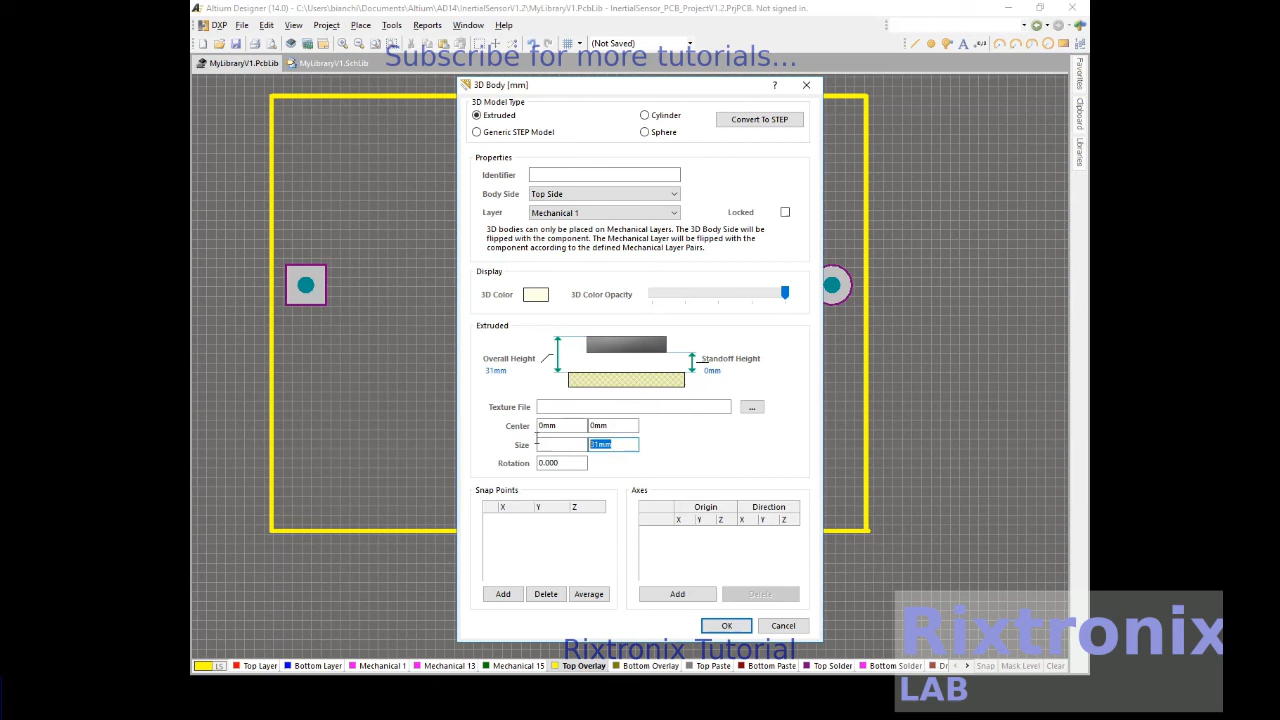 Altium Designer (14.0) - C:\Users\bianchi\Documents\Altium\AD14\InertialSensorV1.2\MyLibraryV1.PcbLib - InertialSensor_PCB_ProjectV1.2.PrjPCB. Not signed in.
DXP File Edit View Project Place Tools Reports Window Help
(Not Saved)
Subscribe for more tutorials...
MyLibraryV1.PcbLib MyLibraryV1.SchLib
Favorites
Clipboard
Libraries
3D Body [mm] ?
3D Model Type
Extruded Cylinder Convert To STEP
Generic STEP Model Sphere
Properties
Identifier
Body Side Top Side
Layer Mechanical 1 Locked
3D bodies can only be placed on Mechanical Layers. The 3D Body Side will be
flipped with the component. The Mechanical Layer will be flipped with the
component according to the defined Mechanical Layer Pairs.
Display
3D Color 3D Color Opacity
Extruded
Overall Height Standoff Height
31mm 0mm
Texture File ...
Center 0mm 0mm
Size 31mm
Rotation 0.000
Snap Points Axes
X Y Z Origin Direction
X Y Z X Y Z
Add Delete Average Add Delete
OK Cancel
Rixtronix Tutorial
Rixtronix
LAB
LS Top Layer Bottom Layer Mechanical 1 Mechanical 13 Mechanical 15 Top Overlay Bottom Overlay Top Paste Bottom Paste Top Solder Bottom Solder Dr Snap Mask Level Clear